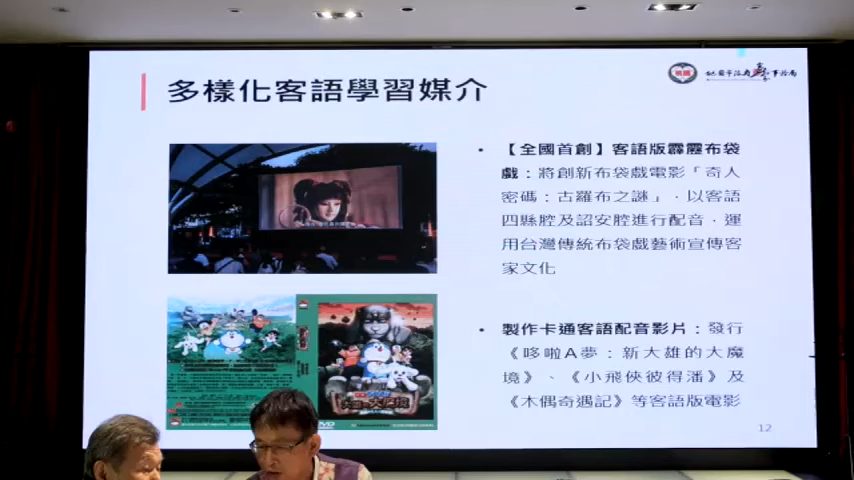 多樣化客語學習媒介
桃園
• 【全國首創】客語版霹靂布袋
戲：將創新布袋戲電影「奇人
密碼：古羅布之謎」，以客語
四縣腔及詔安腔進行配音，運
用台灣傳統布袋戲藝術宣傳客
家文化
• 製作卡通客語配音影片：發行
《哆啦A夢：新大雄的大魔
境》、《小飛俠彼得潘》及
《木偶奇遇記》等客語版電影
12